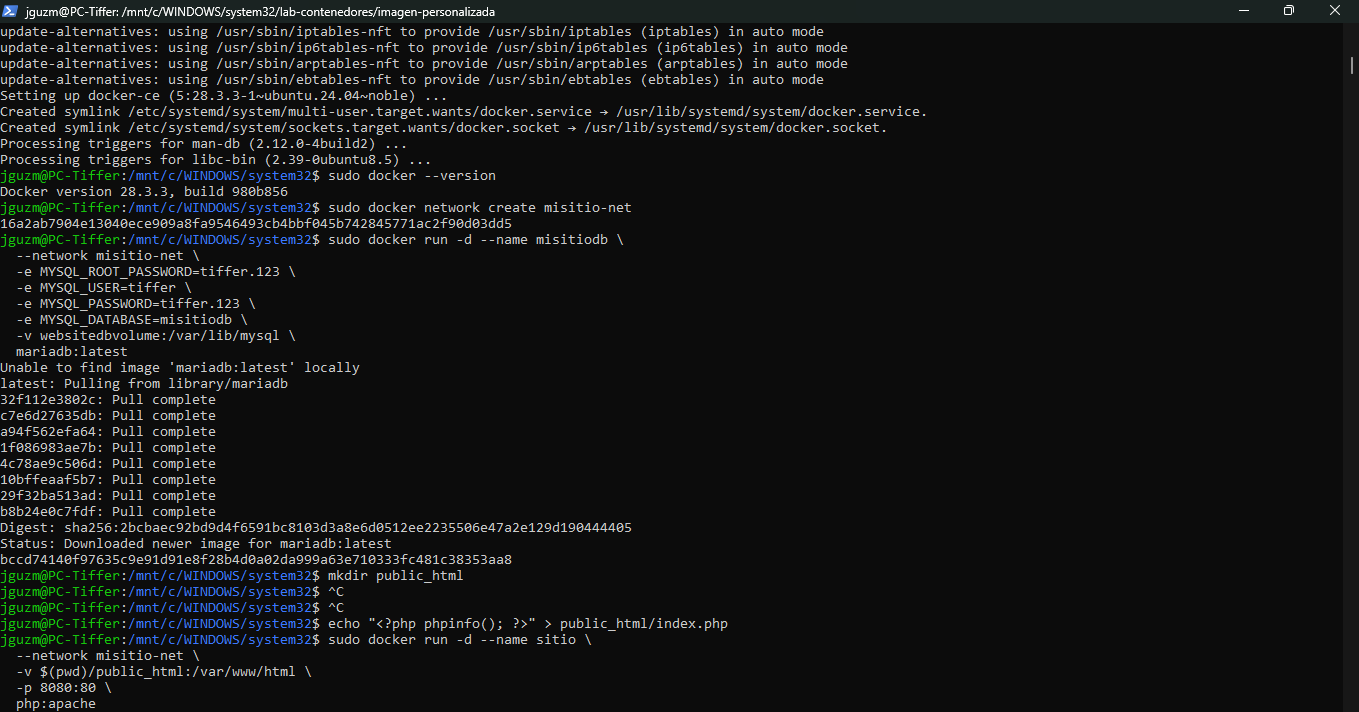 jguzm@PC-Tiffer: /mnt/c/WINDOWS/system32/lab-contenedores/imagen-personalizada
update-alternatives: using /usr/sbin/iptables-nft to provide /usr/sbin/iptables (iptables) in auto mode
update-alternatives: using /usr/sbin/ip6tables-nft to provide /usr/sbin/ip6tables (ip6tables) in auto mode
update-alternatives: using /usr/sbin/arptables-nft to provide /usr/sbin/arptables (arptables) in auto mode
update-alternatives: using /usr/sbin/ebtables-nft to provide /usr/sbin/ebtables (ebtables) in auto mode
Setting up docker-ce (5:28.3.3-1~ubuntu.24.04~noble) ...
Created symlink /etc/systemd/system/multi-user.target.wants/docker.service → /usr/lib/systemd/system/docker.service.
Created symlink /etc/systemd/system/sockets.target.wants/docker.socket → /usr/lib/systemd/system/docker.socket.
Processing triggers for man-db (2.12.0-4build2) ...
Processing triggers for libc-bin (2.39-0ubuntu8.5) ...
jguzm@PC-Tiffer:/mnt/c/WINDOWS/system32$ sudo docker --version
Docker version 28.3.3, build 980b856
jguzm@PC-Tiffer:/mnt/c/WINDOWS/system32$ sudo docker network create misitio-net
16a2ab7904e13040ece909a8fa9546493cb4bbf045b742845771ac2f90d03dd5
jguzm@PC-Tiffer:/mnt/c/WINDOWS/system32$ sudo docker run -d --name misitiodb \
  --network misitio-net \
  -e MYSQL_ROOT_PASSWORD=tiffer.123 \
  -e MYSQL_USER=tiffer \
  -e MYSQL_PASSWORD=tiffer.123 \
  -e MYSQL_DATABASE=misitiodb \
  -v websitedbvolume:/var/lib/mysql \
  mariadb:latest
Unable to find image 'mariadb:latest' locally
latest: Pulling from library/mariadb
32f112e3802c: Pull complete
c7e6d27635db: Pull complete
a94f562efa64: Pull complete
1f086983ae7b: Pull complete
4c78ae9c506d: Pull complete
10bffeaaf5b7: Pull complete
29f32ba513ad: Pull complete
b8b24e0c7fdf: Pull complete
Digest: sha256:2bcbaec92bd9d4f6591bc8103d3a8e6d0512ee2235506e47a2e129d190444405
Status: Downloaded newer image for mariadb:latest
bccd74140f97635c9e91d91e8f28b4d0a02da999a63e710333fc481c38353aa8
jguzm@PC-Tiffer:/mnt/c/WINDOWS/system32$ mkdir public_html
jguzm@PC-Tiffer:/mnt/c/WINDOWS/system32$ ^C
jguzm@PC-Tiffer:/mnt/c/WINDOWS/system32$ ^C
jguzm@PC-Tiffer:/mnt/c/WINDOWS/system32$ echo "<?php phpinfo(); ?>" > public_html/index.php
jguzm@PC-Tiffer:/mnt/c/WINDOWS/system32$ sudo docker run -d --name sitio \
  --network misitio-net \
  -v $(pwd)/public_html:/var/www/html \
  -p 8080:80 \
  php:apache